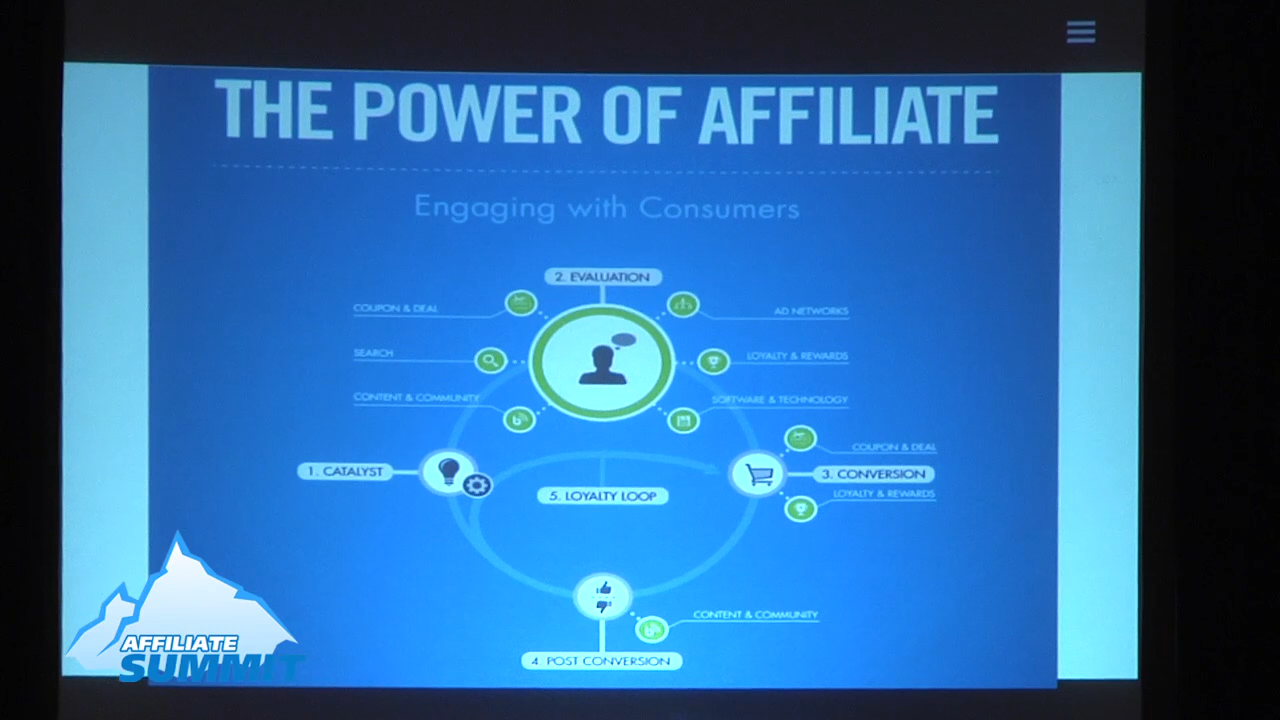 THE POWER OF AFFILIATE
Engaging with Consumers
2. EVALUATION
COUPON & DEAL
AD NETWORKS
SEARCH
LOYALTY & REWARDS
CONTENT & COMMUNITY
SOFTWARE & TECHNOLOGY
COUPON & DEAL
1. CATALYST
3. CONVERSION
5. LOYALTY LOOP
LOYALTY & REWARDS
CONTENT & COMMUNITY
4. POST CONVERSION
AFFILIATE
SUMMIT